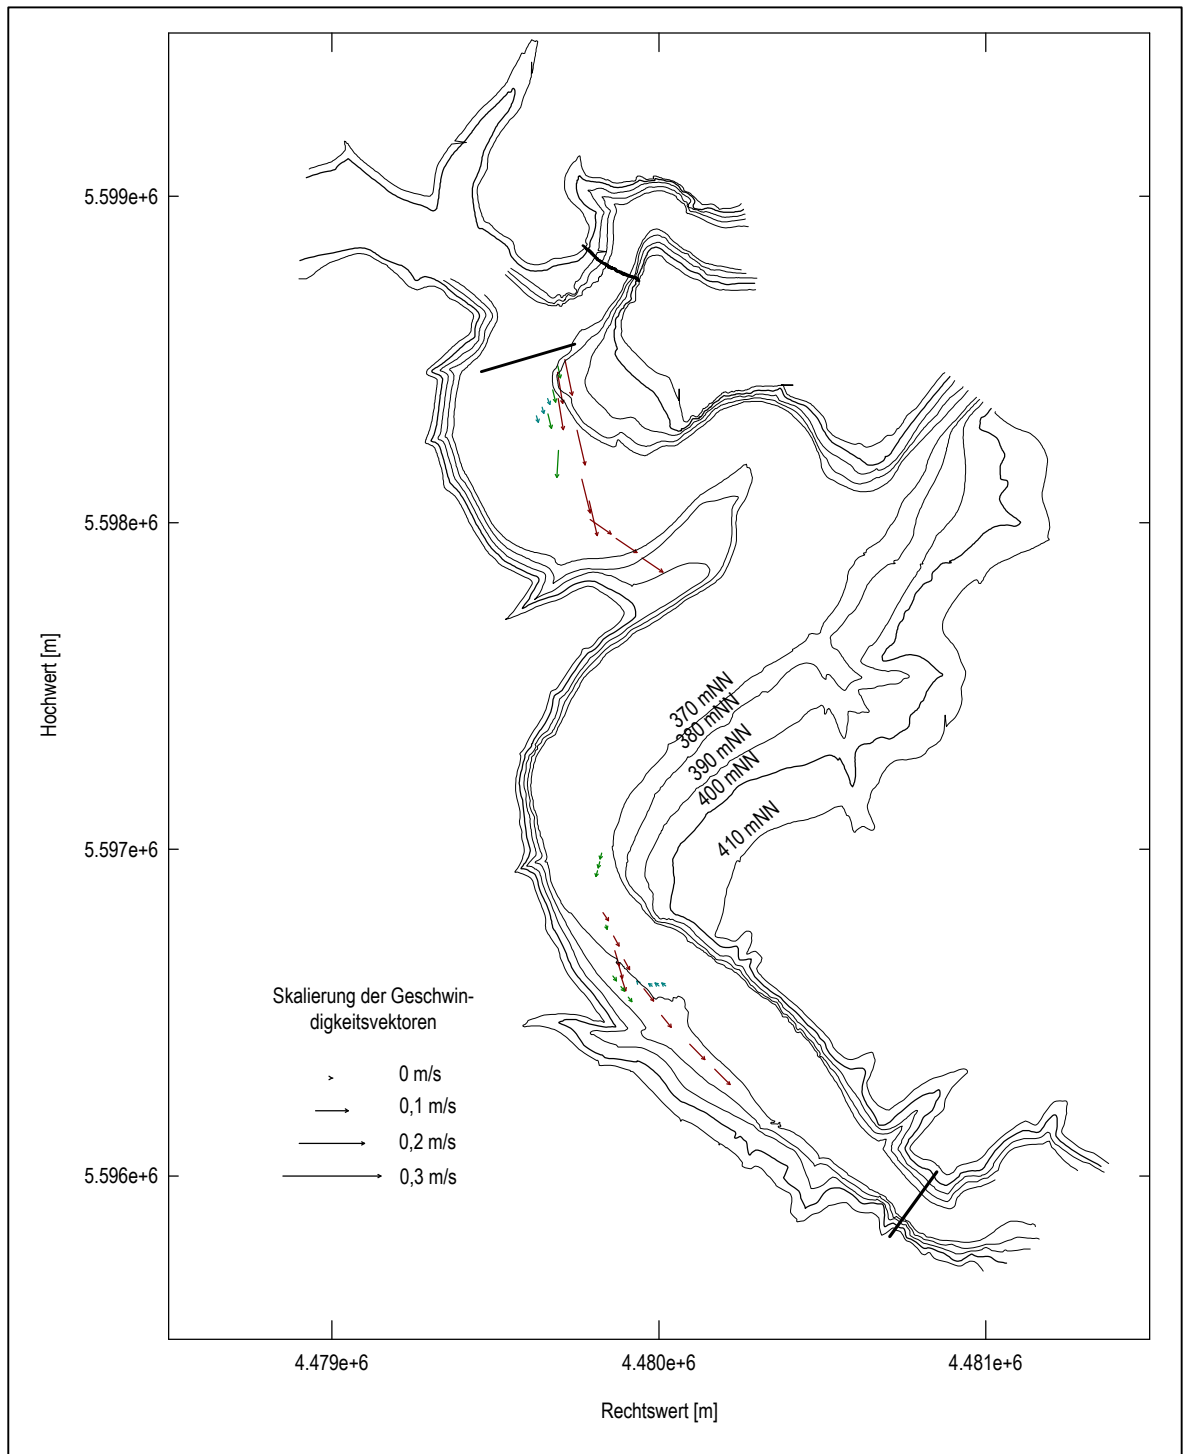 5.599e+6
5.598e+6
Hochwert [m]
370 mNN
380 mNN
390 mNN
400 mNN
410 mNN
5.597e+6
Skalierung der Geschwin-
digkeitsvektoren
0 m/s
0,1 m/s
0,2 m/s
0,3 m/s
5.596e+6
4.479e+6
4.480e+6
4.481e+6
Rechtswert [m]